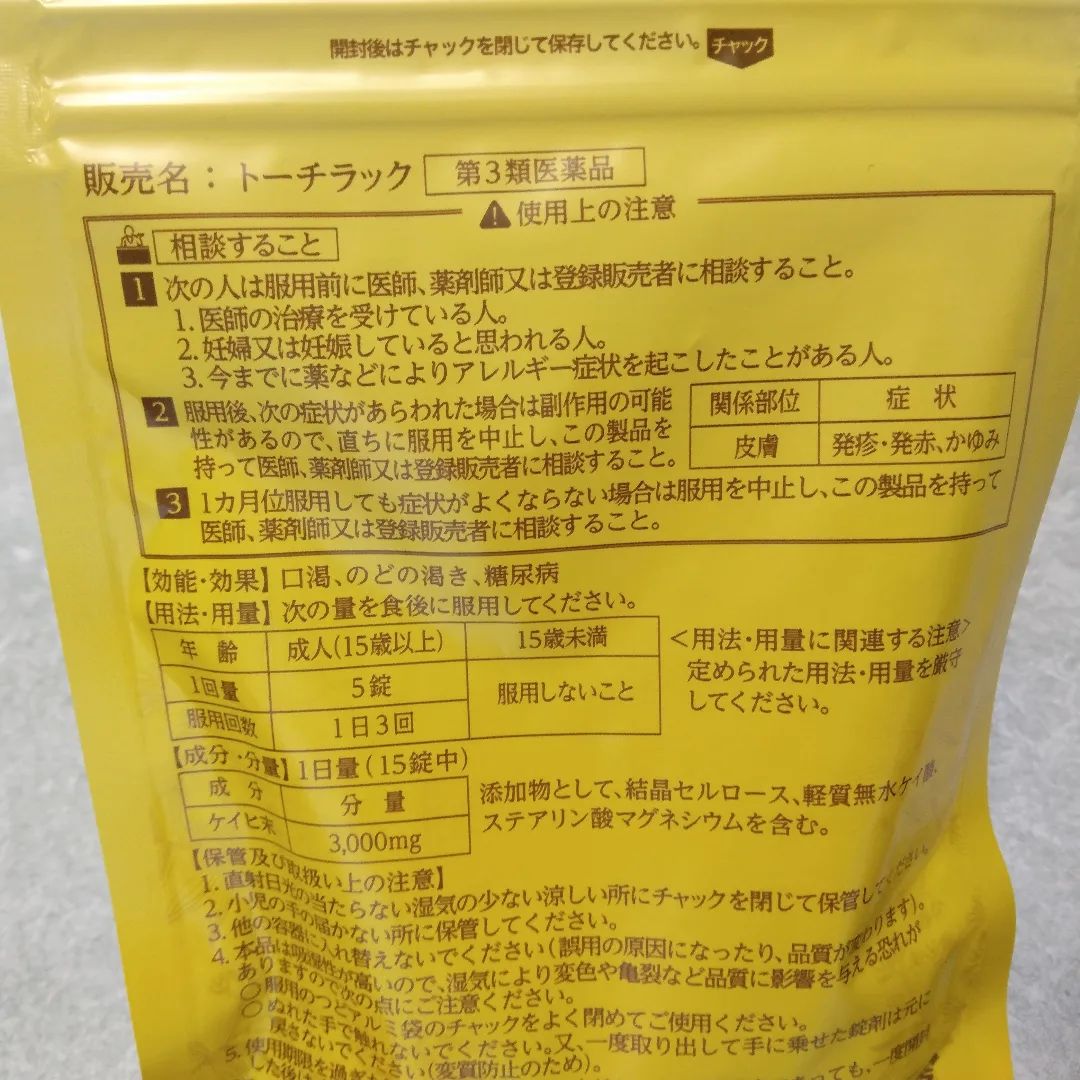 開封後はチャックを閉じて保存してください。 チャック
販売名：トーチラック 第3類医薬品
使用上の注意
相談すること
1 次の人は服用前に医師、薬剤師又は登録販売者に相談すること。
1. 医師の治療を受けている人。
2. 妊婦又は妊娠していると思われる人。
3. 今までに薬などによりアレルギー症状を起こしたことがある人。
2 服用後、次の症状があらわれた場合は副作用の可能
性があるので、直ちに服用を中止し、この製品を
持って医師、薬剤師又は登録販売者に相談すること。
関係部位 症状
皮膚 発疹・発赤、かゆみ
3 1カ月位服用しても症状がよくならない場合は服用を中止し、この製品を持って
医師、薬剤師又は登録販売者に相談すること。
【効能・効果】口渇、のどの渇き、糖尿病
【用法・用量】次の量を食後に服用してください。
年齢 成人(15歳以上) 15歳未満
1回量 5錠 服用しないこと
服用回数 1日3回
＜用法・用量に関連する注意＞
定められた用法・用量を厳守
してください。
【成分・分量】1日量(15錠中)
成分 分量
ケイヒ末 3,000mg
添加物として、結晶セルロース、軽質無水ケイ酸、
ステアリン酸マグネシウムを含む。
【保管及び取扱い上の注意】
1. 直射日光の当たらない湿気の少ない涼しい所にチャックを閉じて保管してください。
2. 小児の手の届かない所に保管してください。
3. 他の容器に入れ替えないでください(誤用の原因になったり、品質が変わります)。
4. 本品は吸湿性が高いので、湿気により変色や亀裂など品質に影響を与える恐れが
ありますので次の点にご注意ください。
○ 服用のつどアルミ袋のチャックをよく閉めてご使用ください。
○ ぬれた手で触れないでください。又、一度取り出して手に乗せた錠剤は元に
戻さないでください(変質防止のため)。
5. 使用期限を過ぎ
あっても、一度開封
した後は